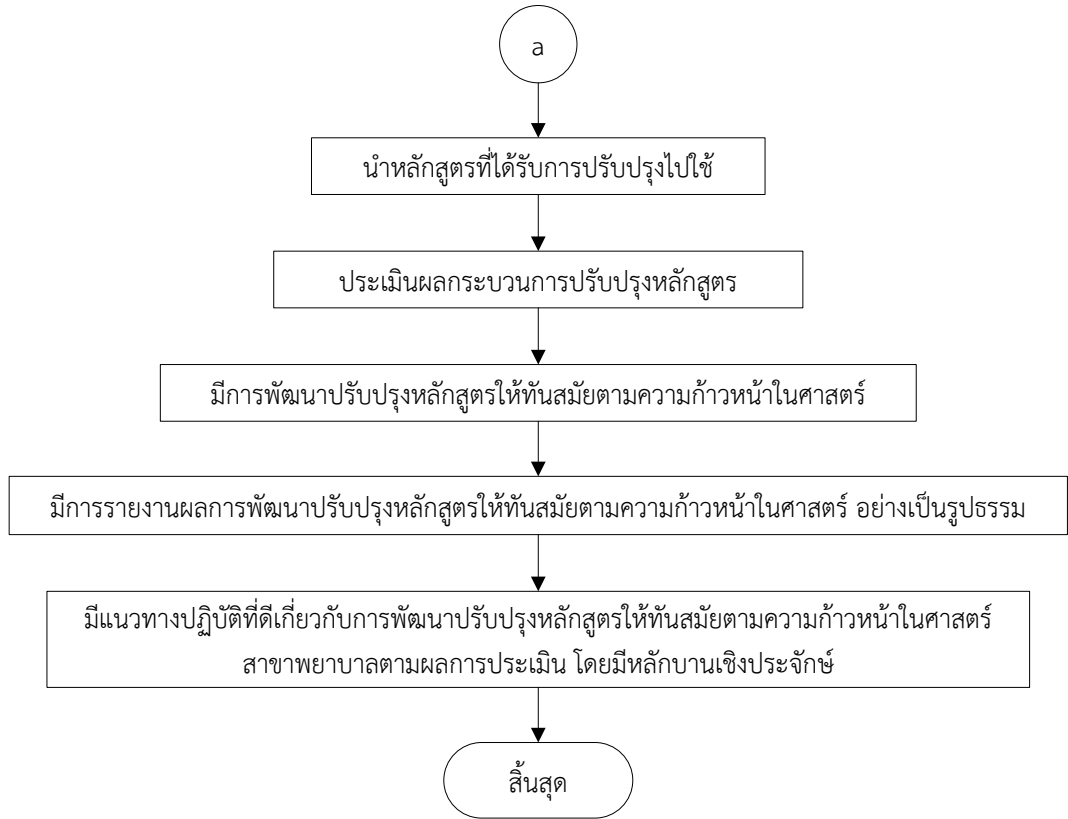 a
นำหลักสูตรที่ได้รับการปรับปรุงไปใช้
ประเมินผลกระบวนการปรับปรุงหลักสูตร
มีการพัฒนาปรับปรุงหลักสูตรให้ทันสมัยตามความก้าวหน้าในศาสตร์
มีการรายงานผลการพัฒนาปรับปรุงหลักสูตรให้ทันสมัยตามความก้าวหน้าในศาสตร์ อย่างเป็นรูปธรรม
มีแนวทางปฏิบัติที่ดีเกี่ยวกับการพัฒนาปรับปรุงหลักสูตรให้ทันสมัยตามความก้าวหน้าในศาสตร์
สาขาพยาบาลตามผลการประเมิน โดยมีหลักบานเชิงประจักษ์
สิ้นสุด